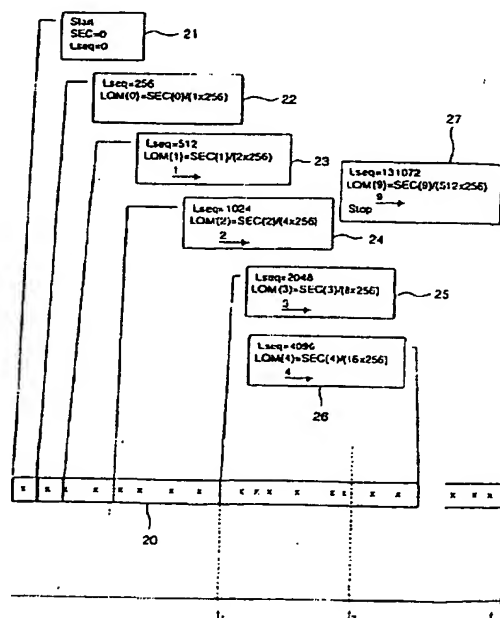 Start
SEC=0
Lseq=0
21
Lseq=256
LOM(0)=SEC(0)/(1x256)
22
27
Lseq=512
LOM(1)=SEC(1)/(2x256)
1
23
Lseq=131072
LOM(9)=SEC(9)/(512x256)
9
Stop
Lseq=1024
LOM(2)=SEC(2)/(4x256)
2
24
Lseq=2048
LOM(3)=SEC(3)/(8x256)
3
25
Lseq=4096
LOM(4)=SEC(4)/(16x256)
4
26
x x x x x x x x x x x x x x x x x x x
20
t₁ t₂ t